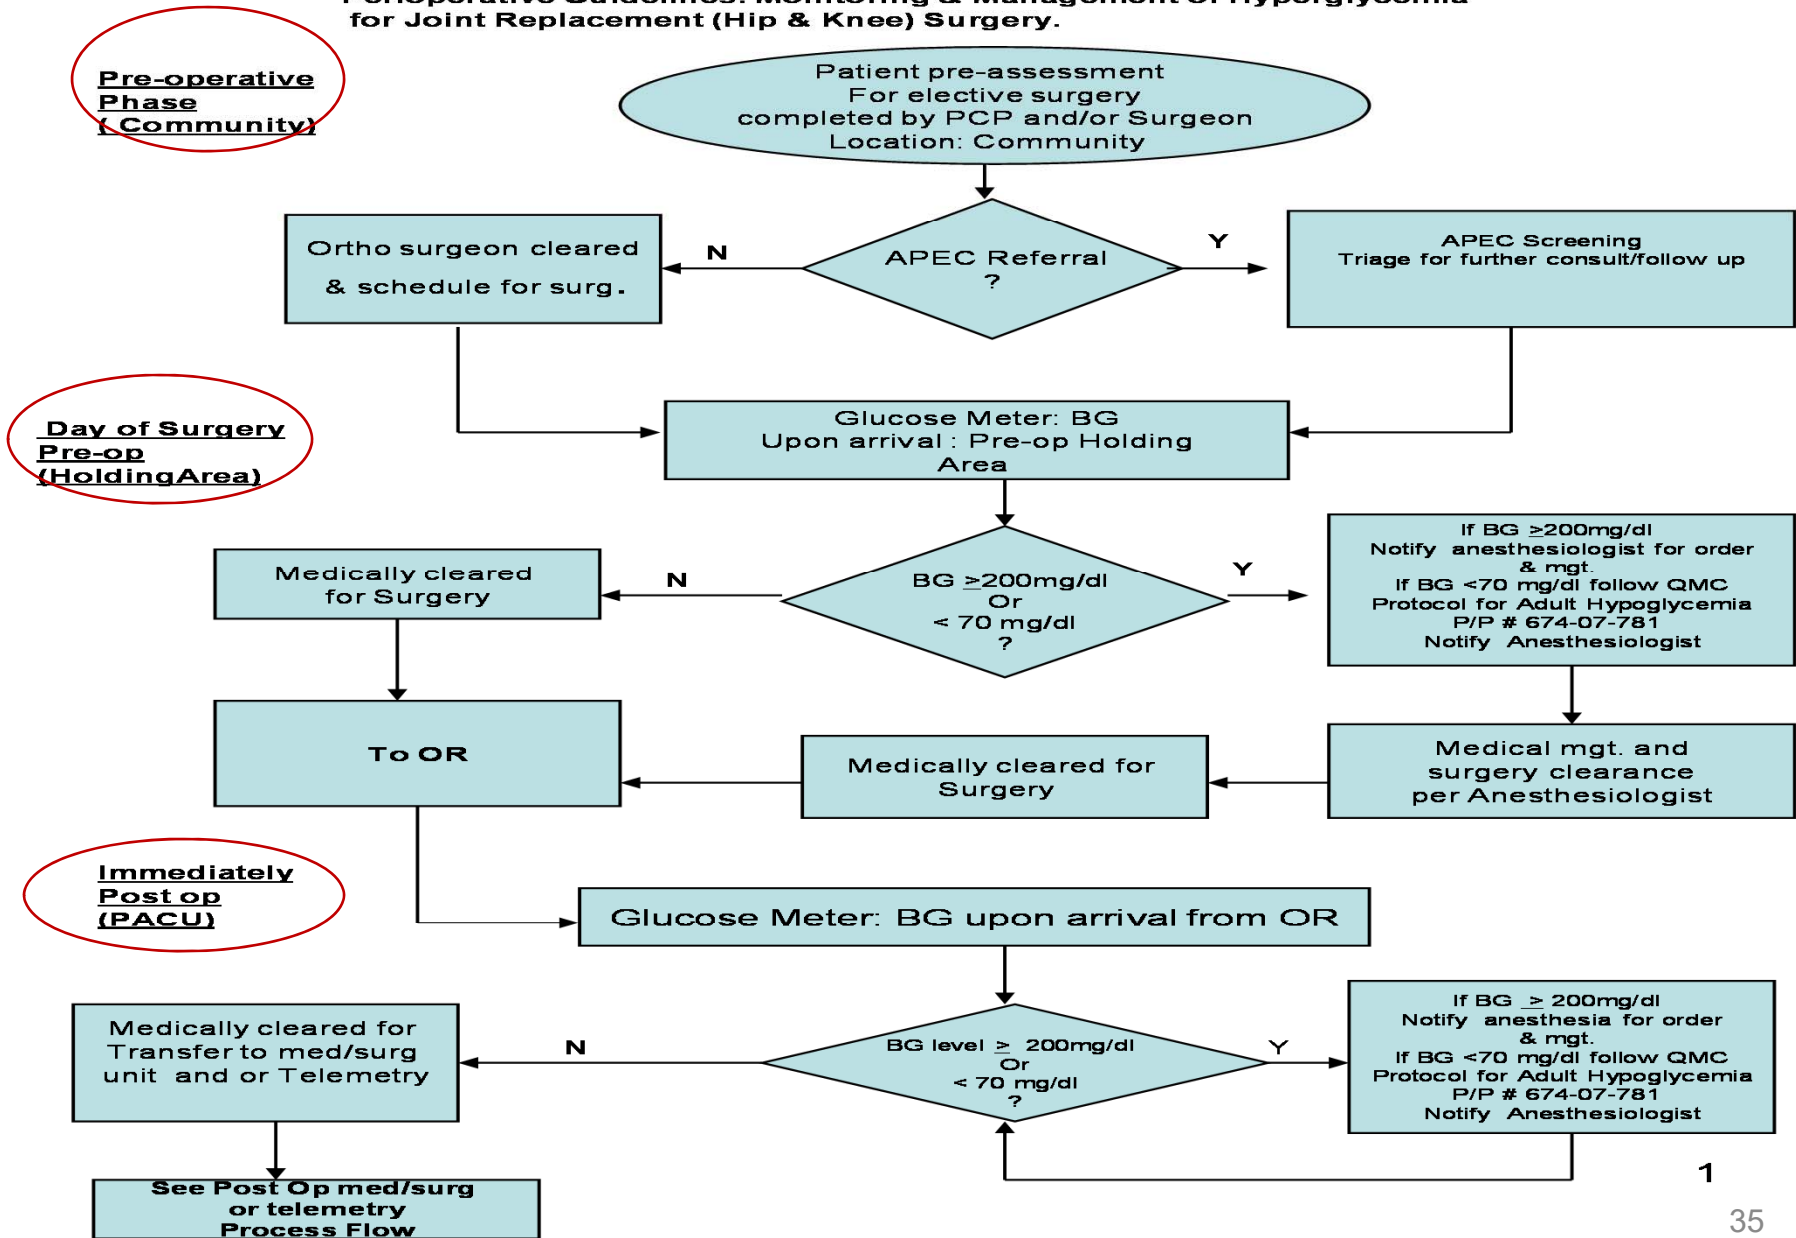 Perioperative Guidelines: Monitoring & Management of Hyperglycemia
for Joint Replacement (Hip & Knee) Surgery.
Pre-operative
Phase
( Community)
Patient pre-assessment
For elective surgery
completed by PCP and/or Surgeon
Location: Community
Ortho surgeon cleared
& schedule for surg.
N
APEC Referral
?
Y
APEC Screening
Triage for further consult/follow up
Day of Surgery
Pre-op
(HoldingArea)
Glucose Meter: BG
Upon arrival : Pre-op Holding
Area
Medically cleared
for Surgery
N
BG ≥200mg/dl
Or
< 70 mg/dl
?
Y
If BG ≥200mg/dl
Notify anesthesiologist for order
& mgt.
If BG <70 mg/dl follow QMC
Protocol for Adult Hypoglycemia
P/P # 674-07-781
Notify Anesthesiologist
To OR
Medically cleared for
Surgery
Medical mgt. and
surgery clearance
per Anesthesiologist
Immediately
Post op
(PACU)
Glucose Meter: BG upon arrival from OR
Medically cleared for
Transfer to med/surg
unit and or Telemetry
N
BG level ≥ 200mg/dl
Or
< 70 mg/dl
?
Y
If BG ≥ 200mg/dl
Notify anesthesia for order
& mgt.
If BG <70 mg/dl follow QMC
Protocol for Adult Hypoglycemia
P/P # 674-07-781
Notify Anesthesiologist
See Post Op med/surg
or telemetry
Process Flow
1
35